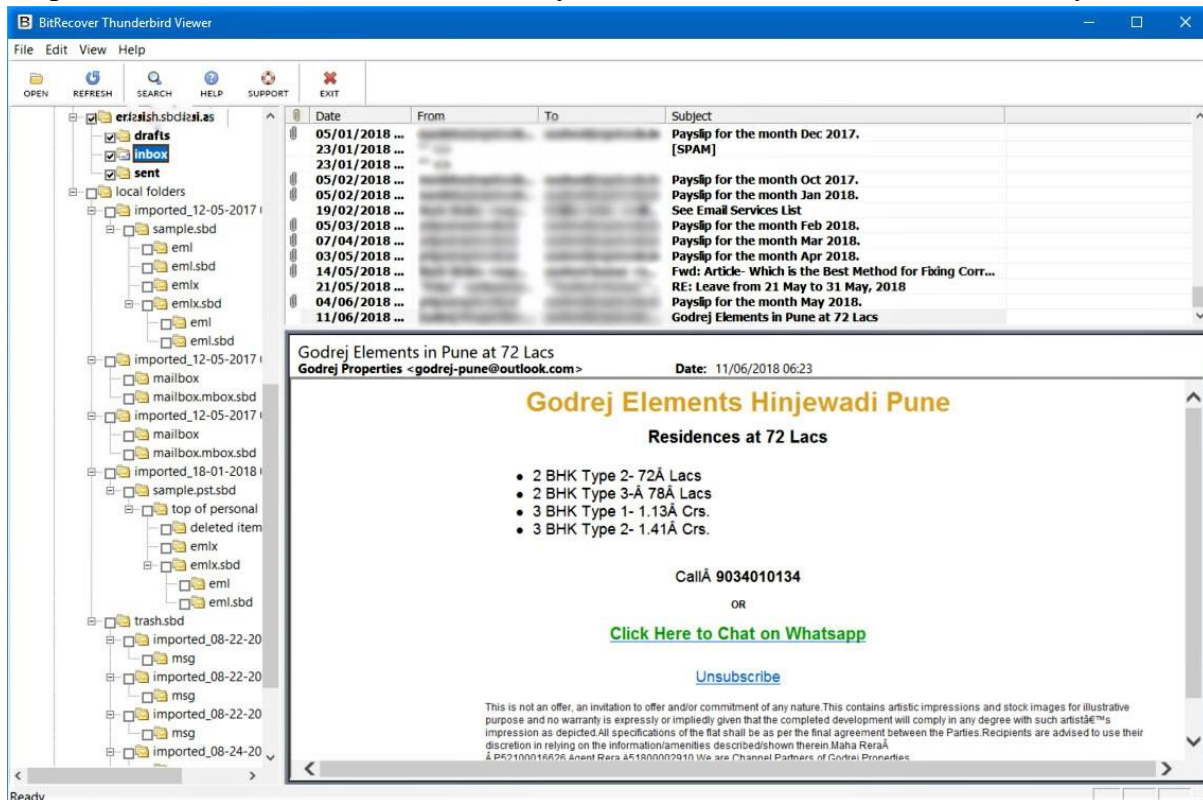 BitRecover Thunderbird Viewer
File Edit View Help
OPEN REFRESH SEARCH HELP SUPPORT EXIT
drafts
inbox
sent
local folders
imported_12-05-2017
sample.sbd
eml
eml.sbd
emlx
emlx.sbd
eml
eml.sbd
imported_12-05-2017
mailbox
mailbox.mbox.sbd
imported_12-05-2017
mailbox
mailbox.mbox.sbd
imported_18-01-2018
sample.pst.sbd
top of personal
deleted item
emlx
emlx.sbd
eml
eml.sbd
trash.sbd
imported_08-22-20
msg
imported_08-22-20
msg
imported_08-22-20
msg
imported_08-24-20
Date From To Subject
05/01/2018 ... Payslip for the month Dec 2017.
23/01/2018 ... [SPAM]
23/01/2018 ...
05/02/2018 ... Payslip for the month Oct 2017.
05/02/2018 ... Payslip for the month Jan 2018.
19/02/2018 ... See Email Services List
05/03/2018 ... Payslip for the month Feb 2018.
07/04/2018 ... Payslip for the month Mar 2018.
03/05/2018 ... Payslip for the month Apr 2018.
14/05/2018 ... Fwd: Article- Which is the Best Method for Fixing Corr...
21/05/2018 ... RE: Leave from 21 May to 31 May, 2018
04/06/2018 ... Payslip for the month May 2018.
11/06/2018 ... Godrej Elements in Pune at 72 Lacs
Godrej Elements in Pune at 72 Lacs
Godrej Properties <godrej-pune@outlook.com> Date: 11/06/2018 06:23
Godrej Elements Hinjewadi Pune
Residences at 72 Lacs
• 2 BHK Type 2- 72Â Lacs
• 2 BHK Type 3-Â 78Â Lacs
• 3 BHK Type 1- 1.13Â Crs.
• 3 BHK Type 2- 1.41Â Crs.
CallÂ 9034010134
OR
Click Here to Chat on Whatsapp
Unsubscribe
This is not an offer, an invitation to offer and/or commitment of any nature.This contains artistic impressions and stock images for illustrative
purpose and no warranty is expressly or impliedly given that the completed development will comply in any degree with such artistâ€™s
impression as depicted.All specifications of the flat shall be as per the final agreement between the Parties.Recipients are advised to use their
discretion in relying on the information/amenities described/shown therein.Maha ReraÂ
Â P52100016626 Agent Rera A51800002910 We are Channel Partners of Godrej Properties
Ready